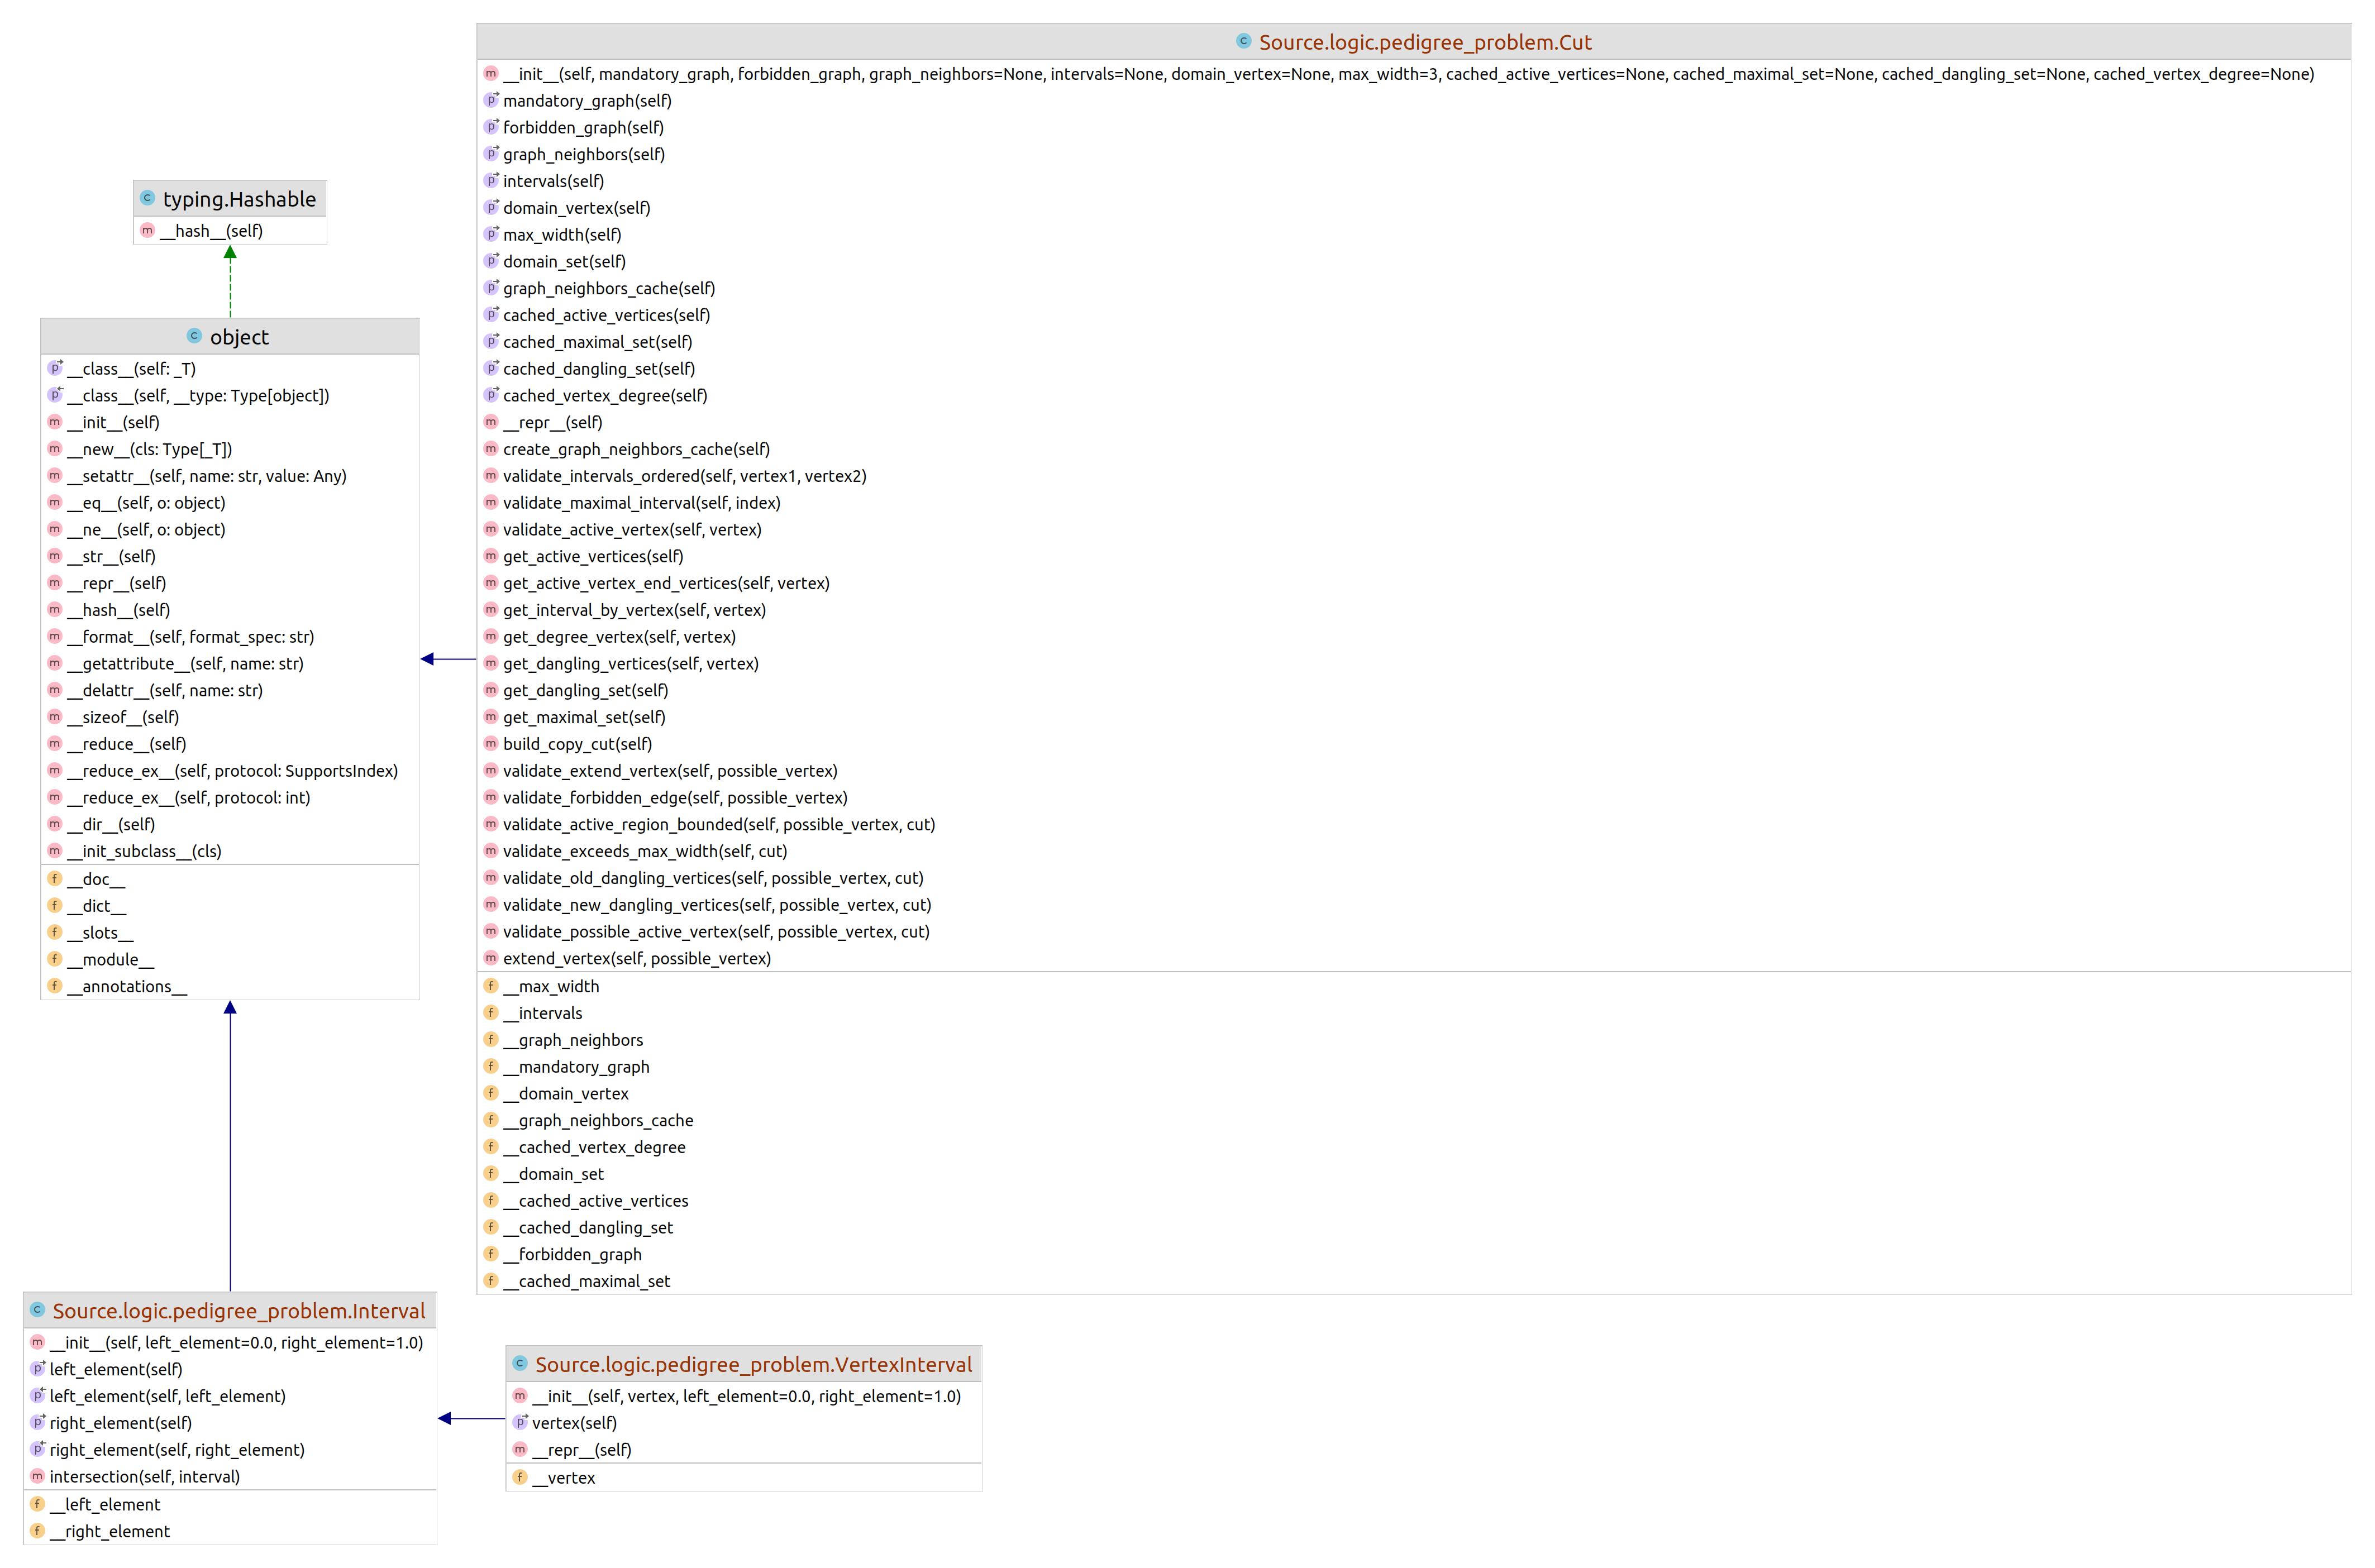 Source.logic.pedigree_problem.Cut
__init__(self, mandatory_graph, forbidden_graph, graph_neighbors=None, intervals=None, domain_vertex=None, max_width=3, cached_active_vertices=None, cached_maximal_set=None, cached_dangling_set=None, cached_vertex_degree=None)
mandatory_graph(self)
forbidden_graph(self)
graph_neighbors(self)
intervals(self)
domain_vertex(self)
max_width(self)
domain_set(self)
graph_neighbors_cache(self)
cached_active_vertices(self)
cached_maximal_set(self)
cached_dangling_set(self)
cached_vertex_degree(self)
__repr__(self)
create_graph_neighbors_cache(self)
validate_intervals_ordered(self, vertex1, vertex2)
validate_maximal_interval(self, index)
validate_active_vertex(self, vertex)
get_active_vertices(self)
get_active_vertex_end_vertices(self, vertex)
get_interval_by_vertex(self, vertex)
get_degree_vertex(self, vertex)
get_dangling_vertices(self, vertex)
get_dangling_set(self)
get_maximal_set(self)
build_copy_cut(self)
validate_extend_vertex(self, possible_vertex)
validate_forbidden_edge(self, possible_vertex)
validate_active_region_bounded(self, possible_vertex, cut)
validate_exceeds_max_width(self, cut)
validate_old_dangling_vertices(self, possible_vertex, cut)
validate_new_dangling_vertices(self, possible_vertex, cut)
validate_possible_active_vertex(self, possible_vertex, cut)
extend_vertex(self, possible_vertex)
__max_width
__intervals
__graph_neighbors
__mandatory_graph
__domain_vertex
__graph_neighbors_cache
__cached_vertex_degree
__domain_set
__cached_active_vertices
__cached_dangling_set
__forbidden_graph
__cached_maximal_set
typing.Hashable
__hash__(self)
object
__class__(self: _T)
__class__(self, __type: Type[object])
__init__(self)
__new__(cls: Type[_T])
__setattr__(self, name: str, value: Any)
__eq__(self, o: object)
__ne__(self, o: object)
__str__(self)
__repr__(self)
__hash__(self)
__format__(self, format_spec: str)
__getattribute__(self, name: str)
__delattr__(self, name: str)
__sizeof__(self)
__reduce__(self)
__reduce_ex__(self, protocol: SupportsIndex)
__reduce_ex__(self, protocol: int)
__dir__(self)
__init_subclass__(cls)
__doc__
__dict__
__slots__
__module__
__annotations__
Source.logic.pedigree_problem.Interval
__init__(self, left_element=0.0, right_element=1.0)
left_element(self)
left_element(self, left_element)
right_element(self)
right_element(self, right_element)
intersection(self, interval)
__left_element
__right_element
Source.logic.pedigree_problem.VertexInterval
__init__(self, vertex, left_element=0.0, right_element=1.0)
vertex(self)
__repr__(self)
__vertex